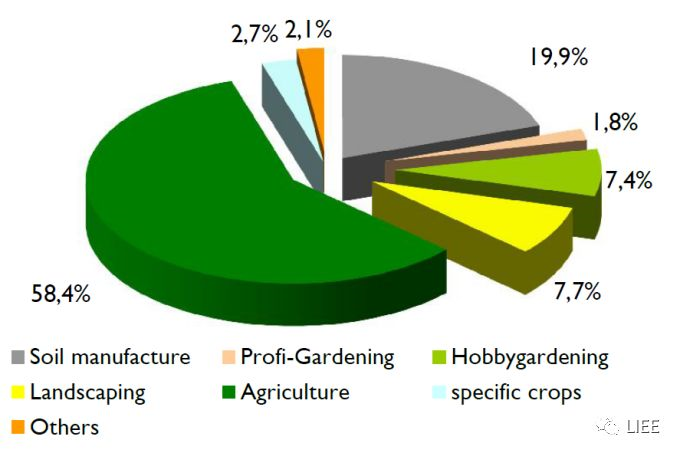 2,7%
2,1%
19,9%
1,8%
7,4%
7,7%
58,4%
Soil manufacture Profi-Gardening Hobbygardening
Landscaping Agriculture specific crops
Others
LIEE